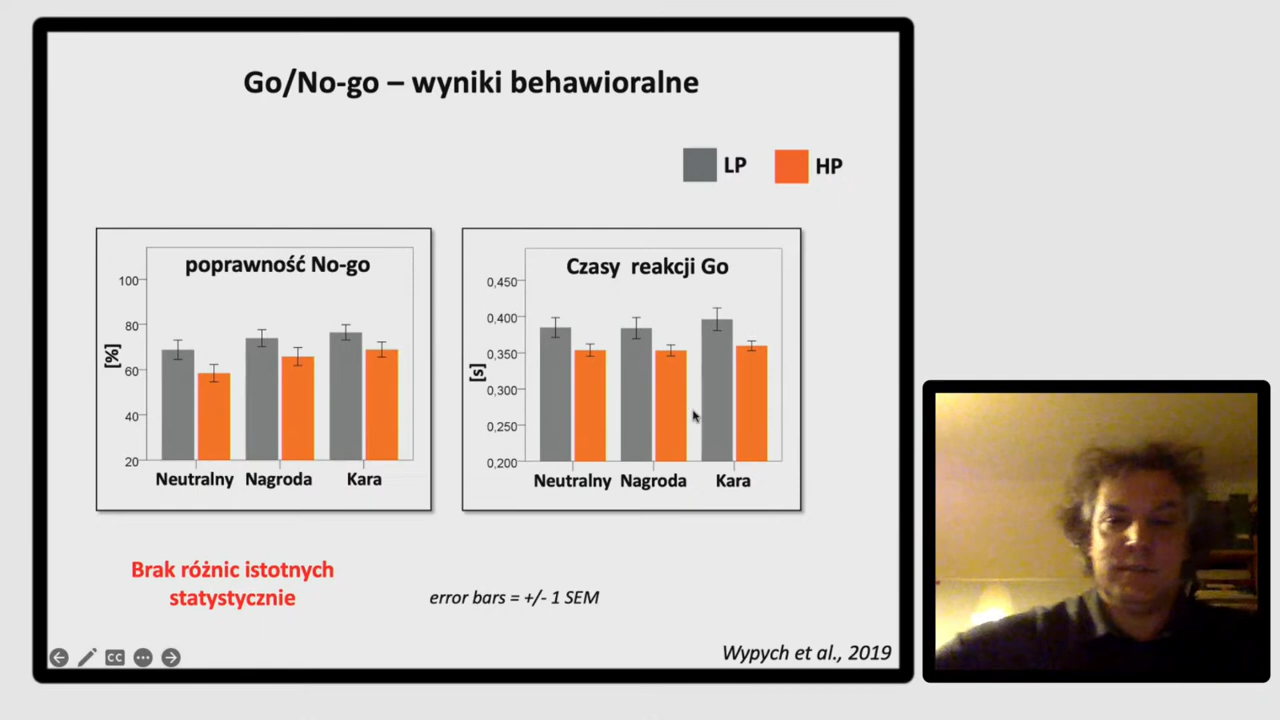 Go/No-go – wyniki behawioralne
LP HP
poprawność No-go
100
80
60
40
20
[%]
Neutralny Nagroda Kara
Czasy reakcji Go
0,450
0,400
0,350
0,300
0,250
0,200
[s]
Neutralny Nagroda Kara
Brak różnic istotnych
statystycznie
error bars = +/- 1 SEM
Wypych et al., 2019
CC